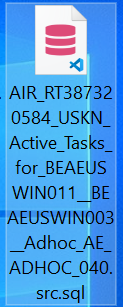 AIR_RT38732
0584_USKN_
Active_Tasks_
for_BEAEUS
WIN011__BE
AEUSWIN003
__Adhoc_AE_
ADHOC_040.
src.sql